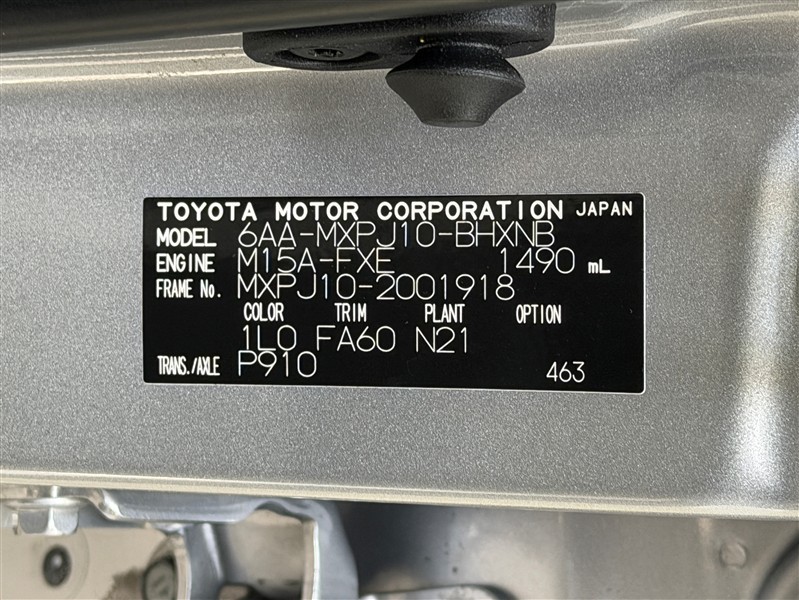 TOYOTA MOTOR CORPORATION JAPAN
MODEL 6AA-MXPJ10-BHXNB
ENGINE M15A-FXE 1490 mL
FRAME No. MXPJ10-2001918
COLOR TRIM PLANT OPTION
1L0 FA60 N21
TRANS./AXLE P910 463